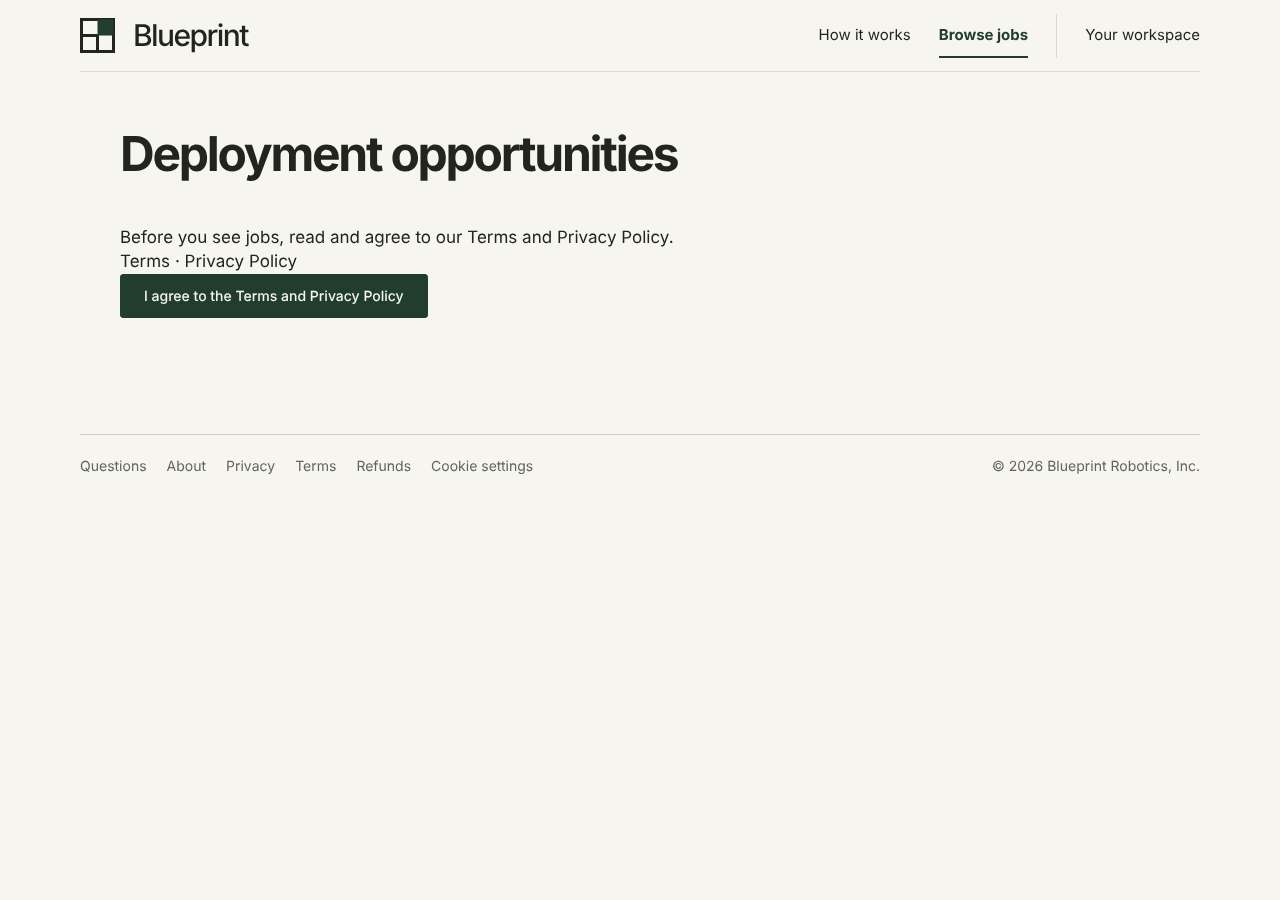 Blueprint
How it works
Browse jobs
Your workspace
Deployment opportunities
Before you see jobs, read and agree to our Terms and Privacy Policy.
Terms · Privacy Policy
I agree to the Terms and Privacy Policy
Questions
About
Privacy
Terms
Refunds
Cookie settings
© 2026 Blueprint Robotics, Inc.